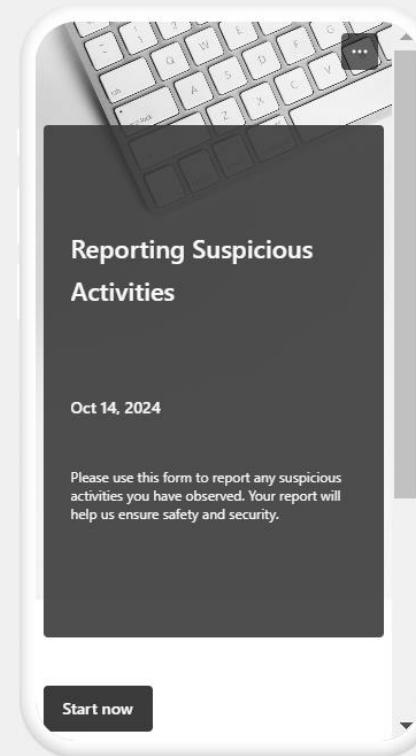 Reporting Suspicious
Activities
Oct 14, 2024
Please use this form to report any suspicious
activities you have observed. Your report will
help us ensure safety and security.
Start now